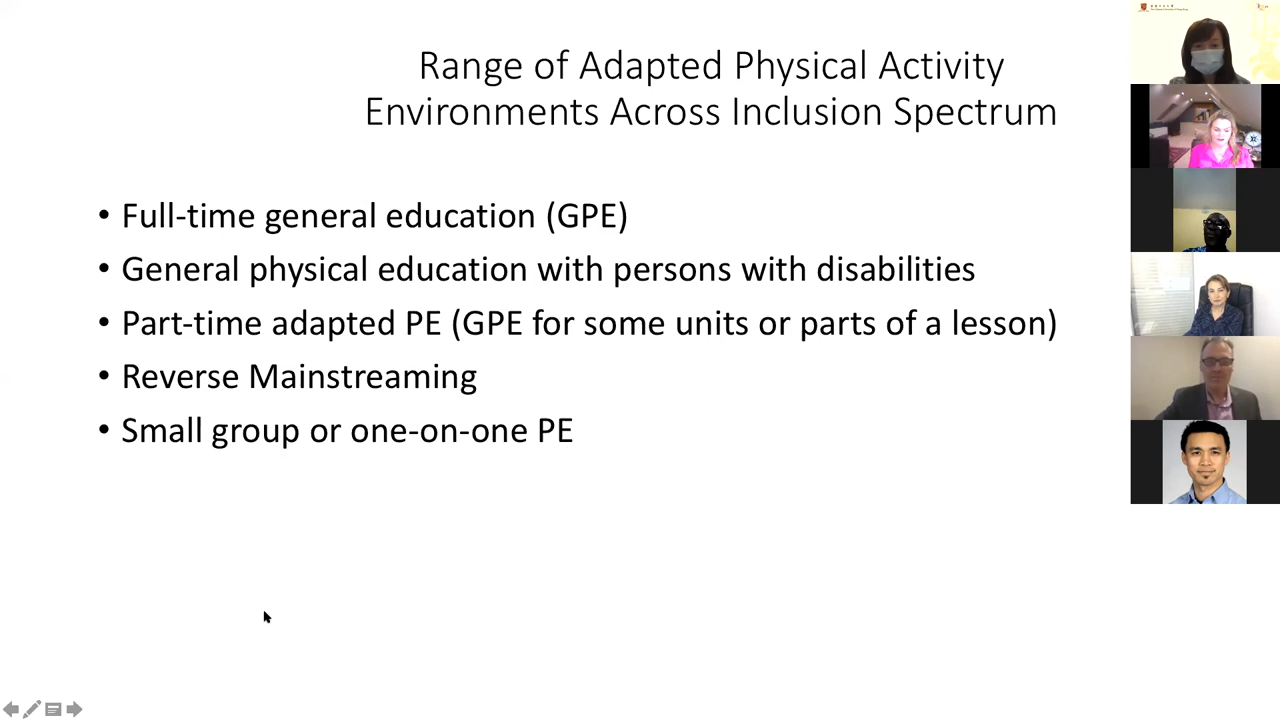 Range of Adapted Physical Activity
Environments Across Inclusion Spectrum
• Full-time general education (GPE)
• General physical education with persons with disabilities
• Part-time adapted PE (GPE for some units or parts of a lesson)
• Reverse Mainstreaming
• Small group or one-on-one PE